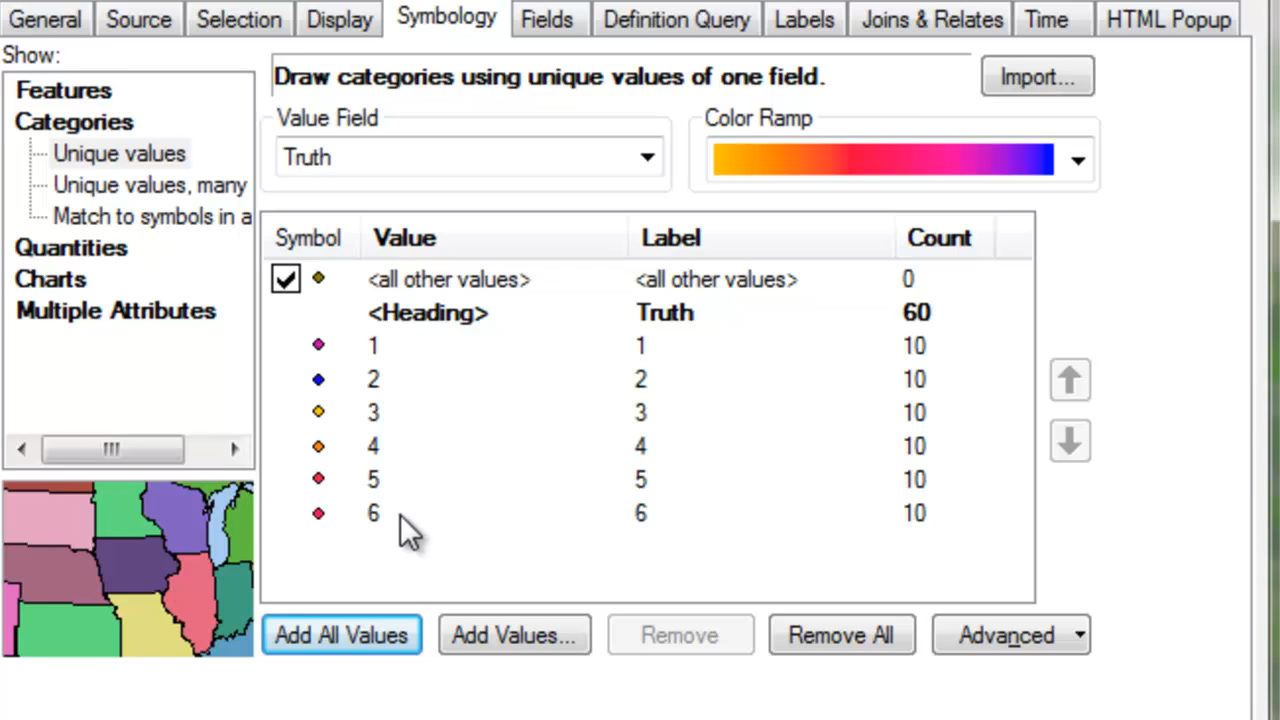 General Source Selection Display Symbology Fields Definition Query Labels Joins & Relates Time HTML Popup
Show:
Features
Categories
Unique values
Unique values, many
Match to symbols in a
Quantities
Charts
Multiple Attributes
Draw categories using unique values of one field.
Import...
Value Field
Truth
Color Ramp
Symbol Value Label Count
<all other values> <all other values> 0
<Heading> Truth 60
1 1 10
2 2 10
3 3 10
4 4 10
5 5 10
6 6 10
Add All Values Add Values... Remove Remove All Advanced